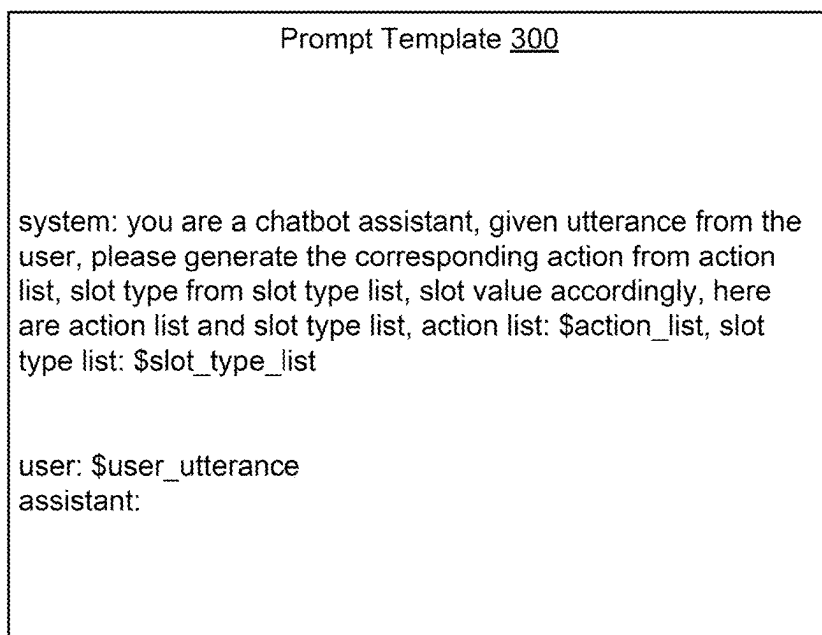 Prompt Template 300
system: you are a chatbot assistant, given utterance from the
user, please generate the corresponding action from action
list, slot type from slot type list, slot value accordingly, here
are action list and slot type list, action list: $action_list, slot
type list: $slot_type_list
user: $user_utterance
assistant: